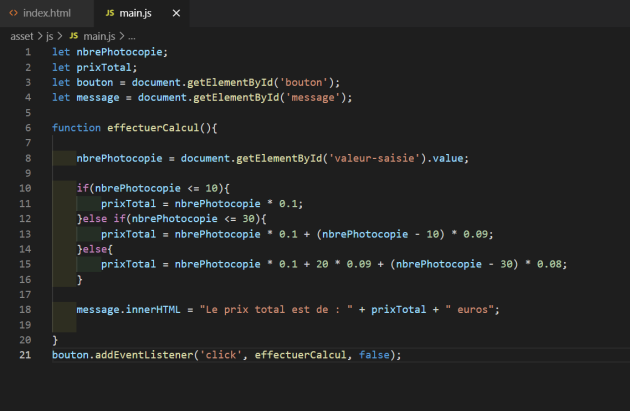 index.html JS main.js ×
asset > js > JS main.js > ...
1 let nbrePhotocopie;
2 let prixTotal;
3 let bouton = document.getElementById('bouton');
4 let message = document.getElementById('message');
5
6 function effectuerCalcul(){
7
8 nbrePhotocopie = document.getElementById('valeur-saisie').value;
9
10 if(nbrePhotocopie <= 10){
11 prixTotal = nbrePhotocopie * 0.1;
12 }else if(nbrePhotocopie <= 30){
13 prixTotal = nbrePhotocopie * 0.1 + (nbrePhotocopie - 10) * 0.09;
14 }else{
15 prixTotal = nbrePhotocopie * 0.1 + 20 * 0.09 + (nbrePhotocopie - 30) * 0.08;
16 }
17
18 message.innerHTML = "Le prix total est de : " + prixTotal + " euros";
19
20 }
21 bouton.addEventListener('click', effectuerCalcul, false);